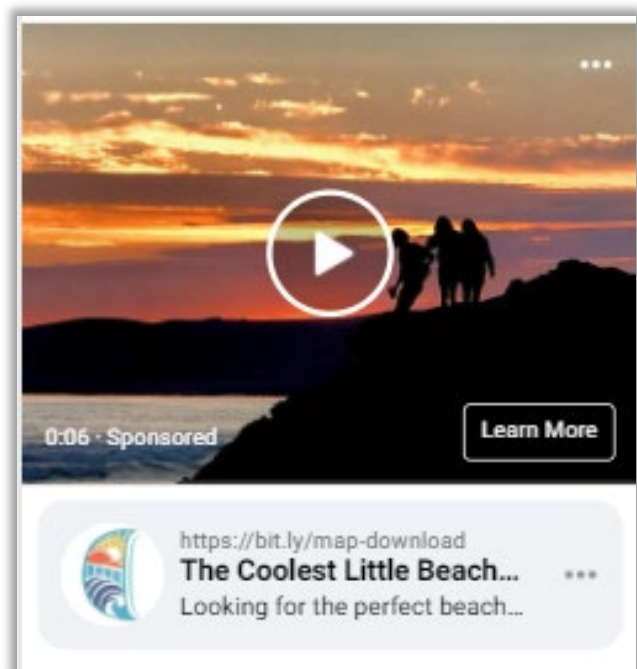 0:06 · Sponsored
Learn More
https://bit.ly/map-download
The Coolest Little Beach...
Looking for the perfect beach...